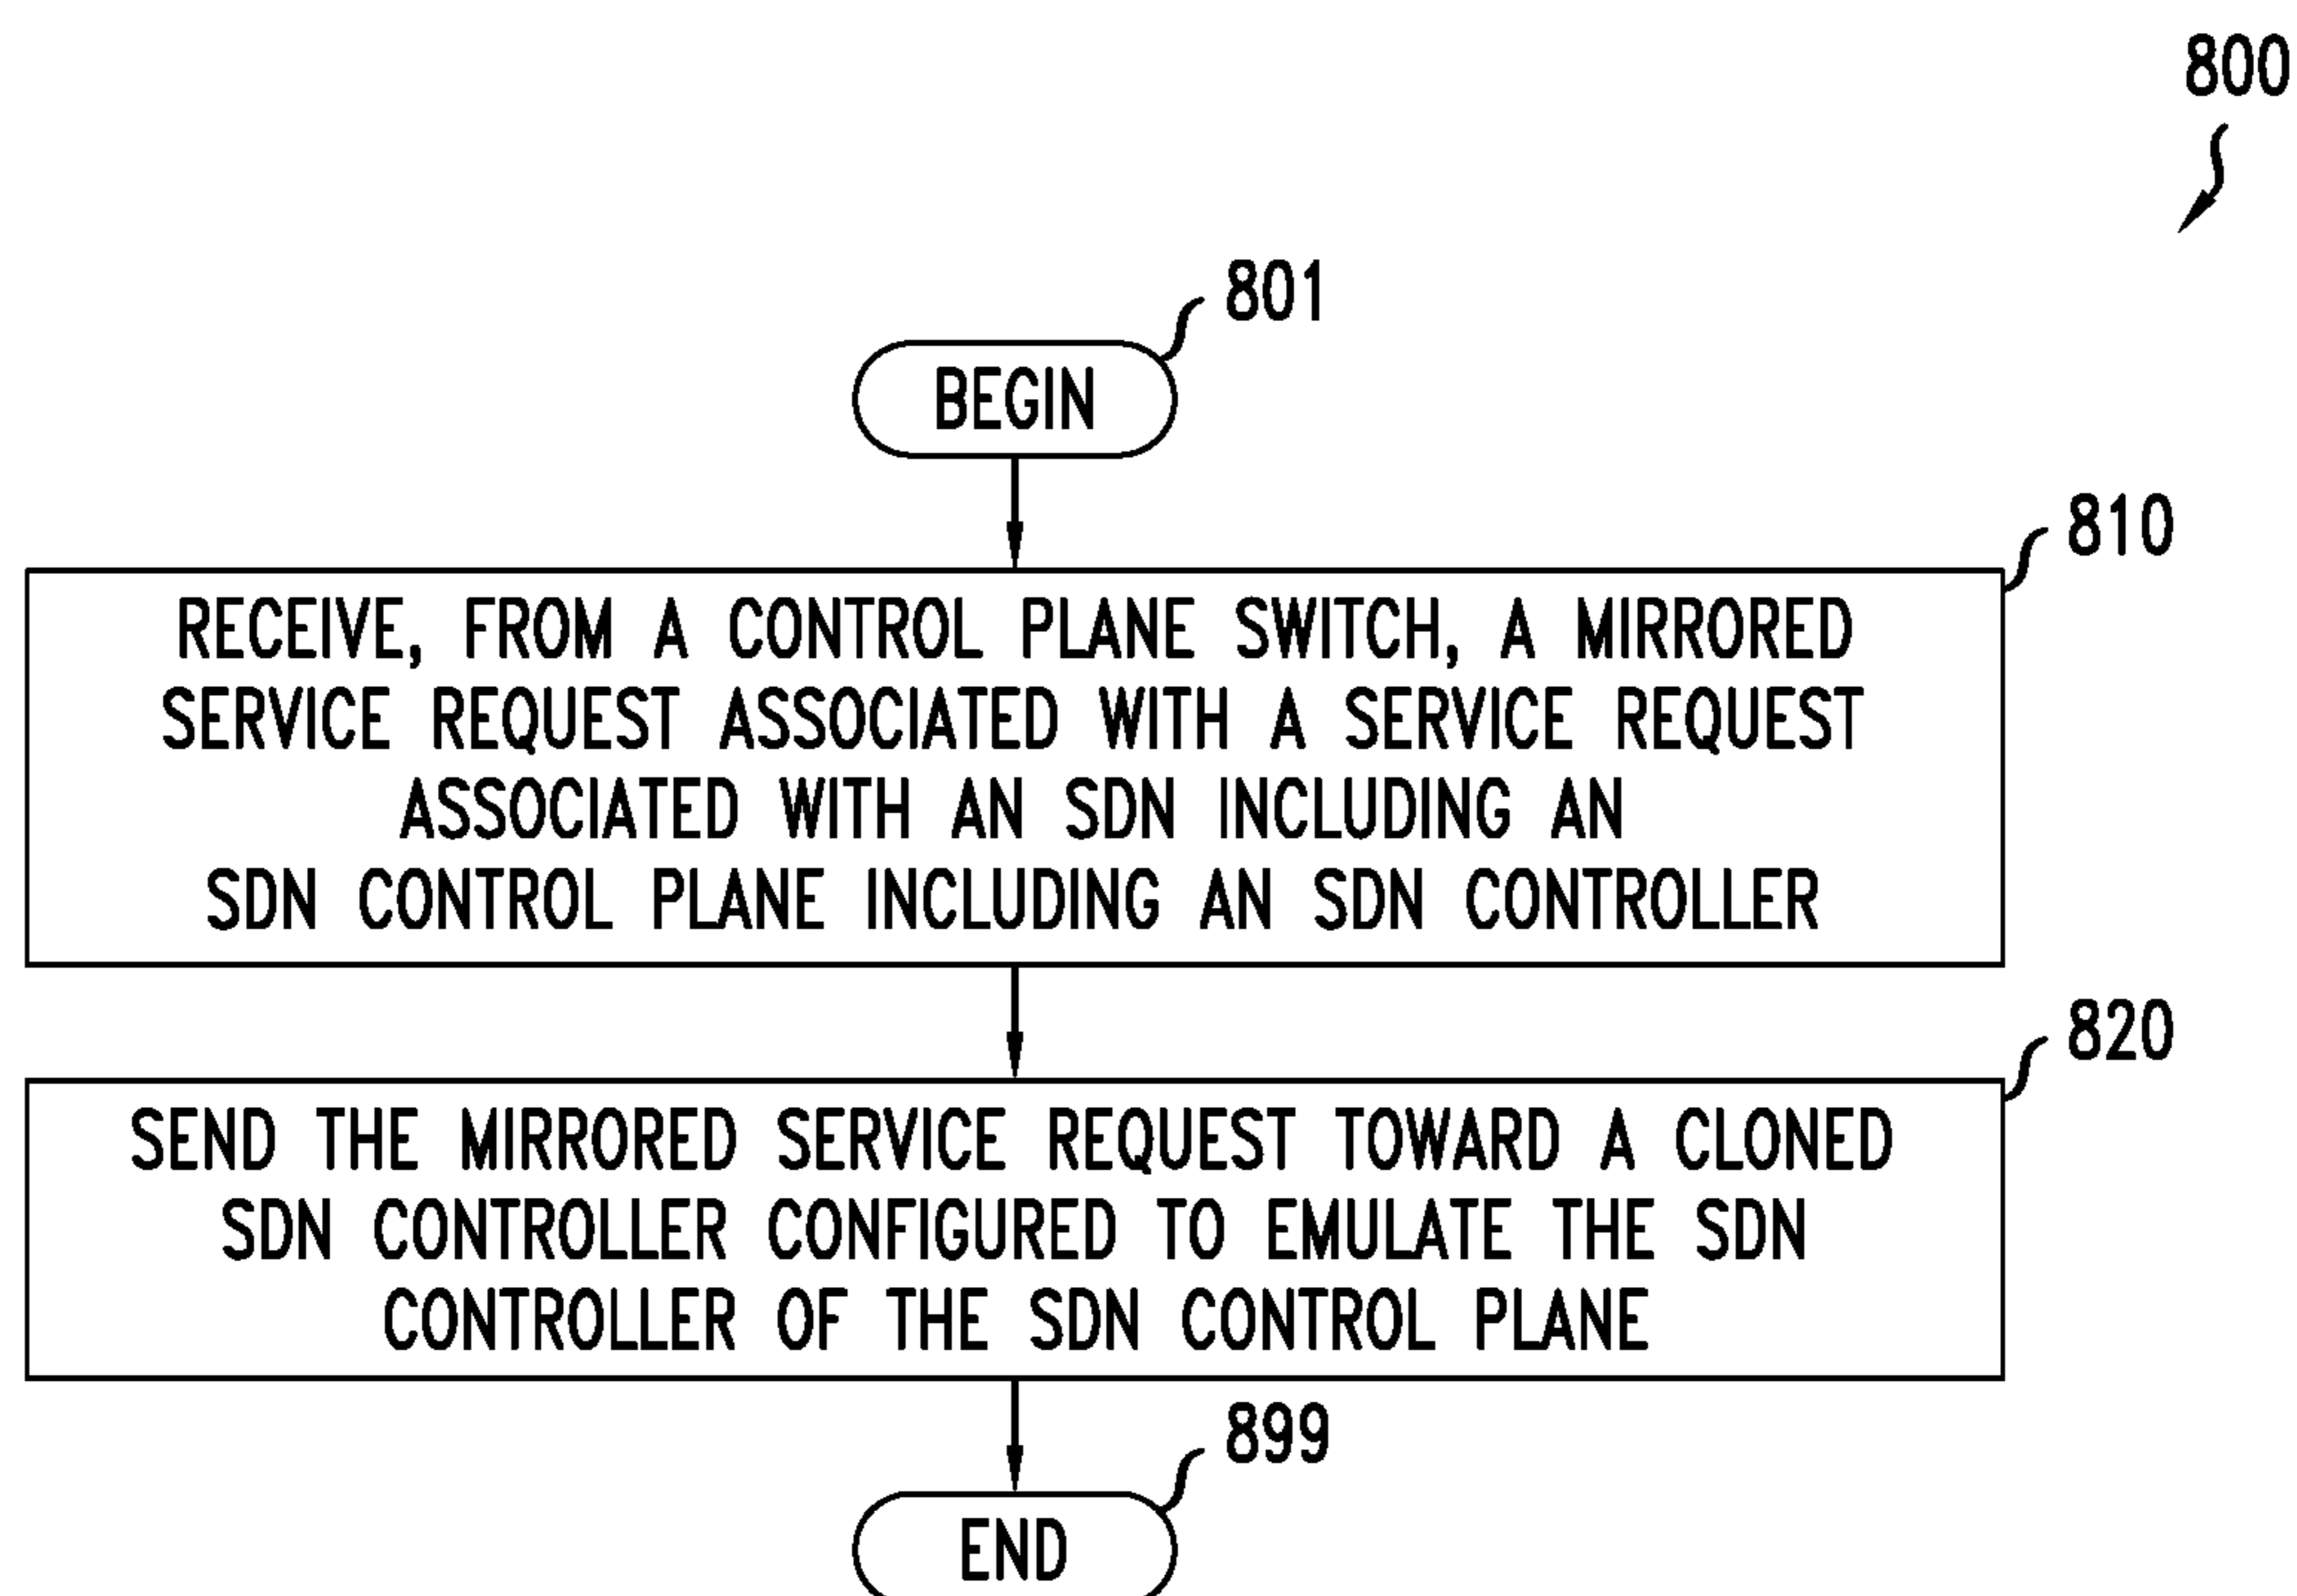 800
801
BEGIN
810
RECEIVE, FROM A CONTROL PLANE SWITCH, A MIRRORED
SERVICE REQUEST ASSOCIATED WITH A SERVICE REQUEST
ASSOCIATED WITH AN SDN INCLUDING AN
SDN CONTROL PLANE INCLUDING AN SDN CONTROLLER
820
SEND THE MIRRORED SERVICE REQUEST TOWARD A CLONED
SDN CONTROLLER CONFIGURED TO EMULATE THE SDN
CONTROLLER OF THE SDN CONTROL PLANE
899
END